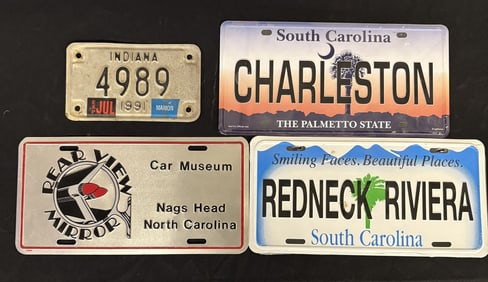 INDIANA
4989
JUL 1991 MARION
South Carolina
CHARLESTON
THE PALMETTO STATE
REAR VIEW
MIRROR
Car Museum
Nags Head
North Carolina
Smiling Faces. Beautiful Places.
REDNECK RIVIERA
South Carolina